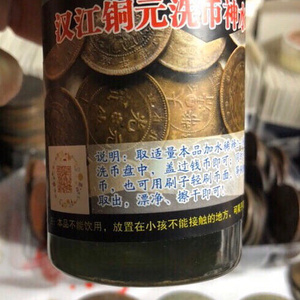 汉江铜元洗币神水
说明：取适量本品加水稀释
洗币盘中，盖过钱币即可
币，也可用刷子轻刷币盘
取出，漂净、擦干即可。
本品不能饮用，放置在小孩不能接触的地方，